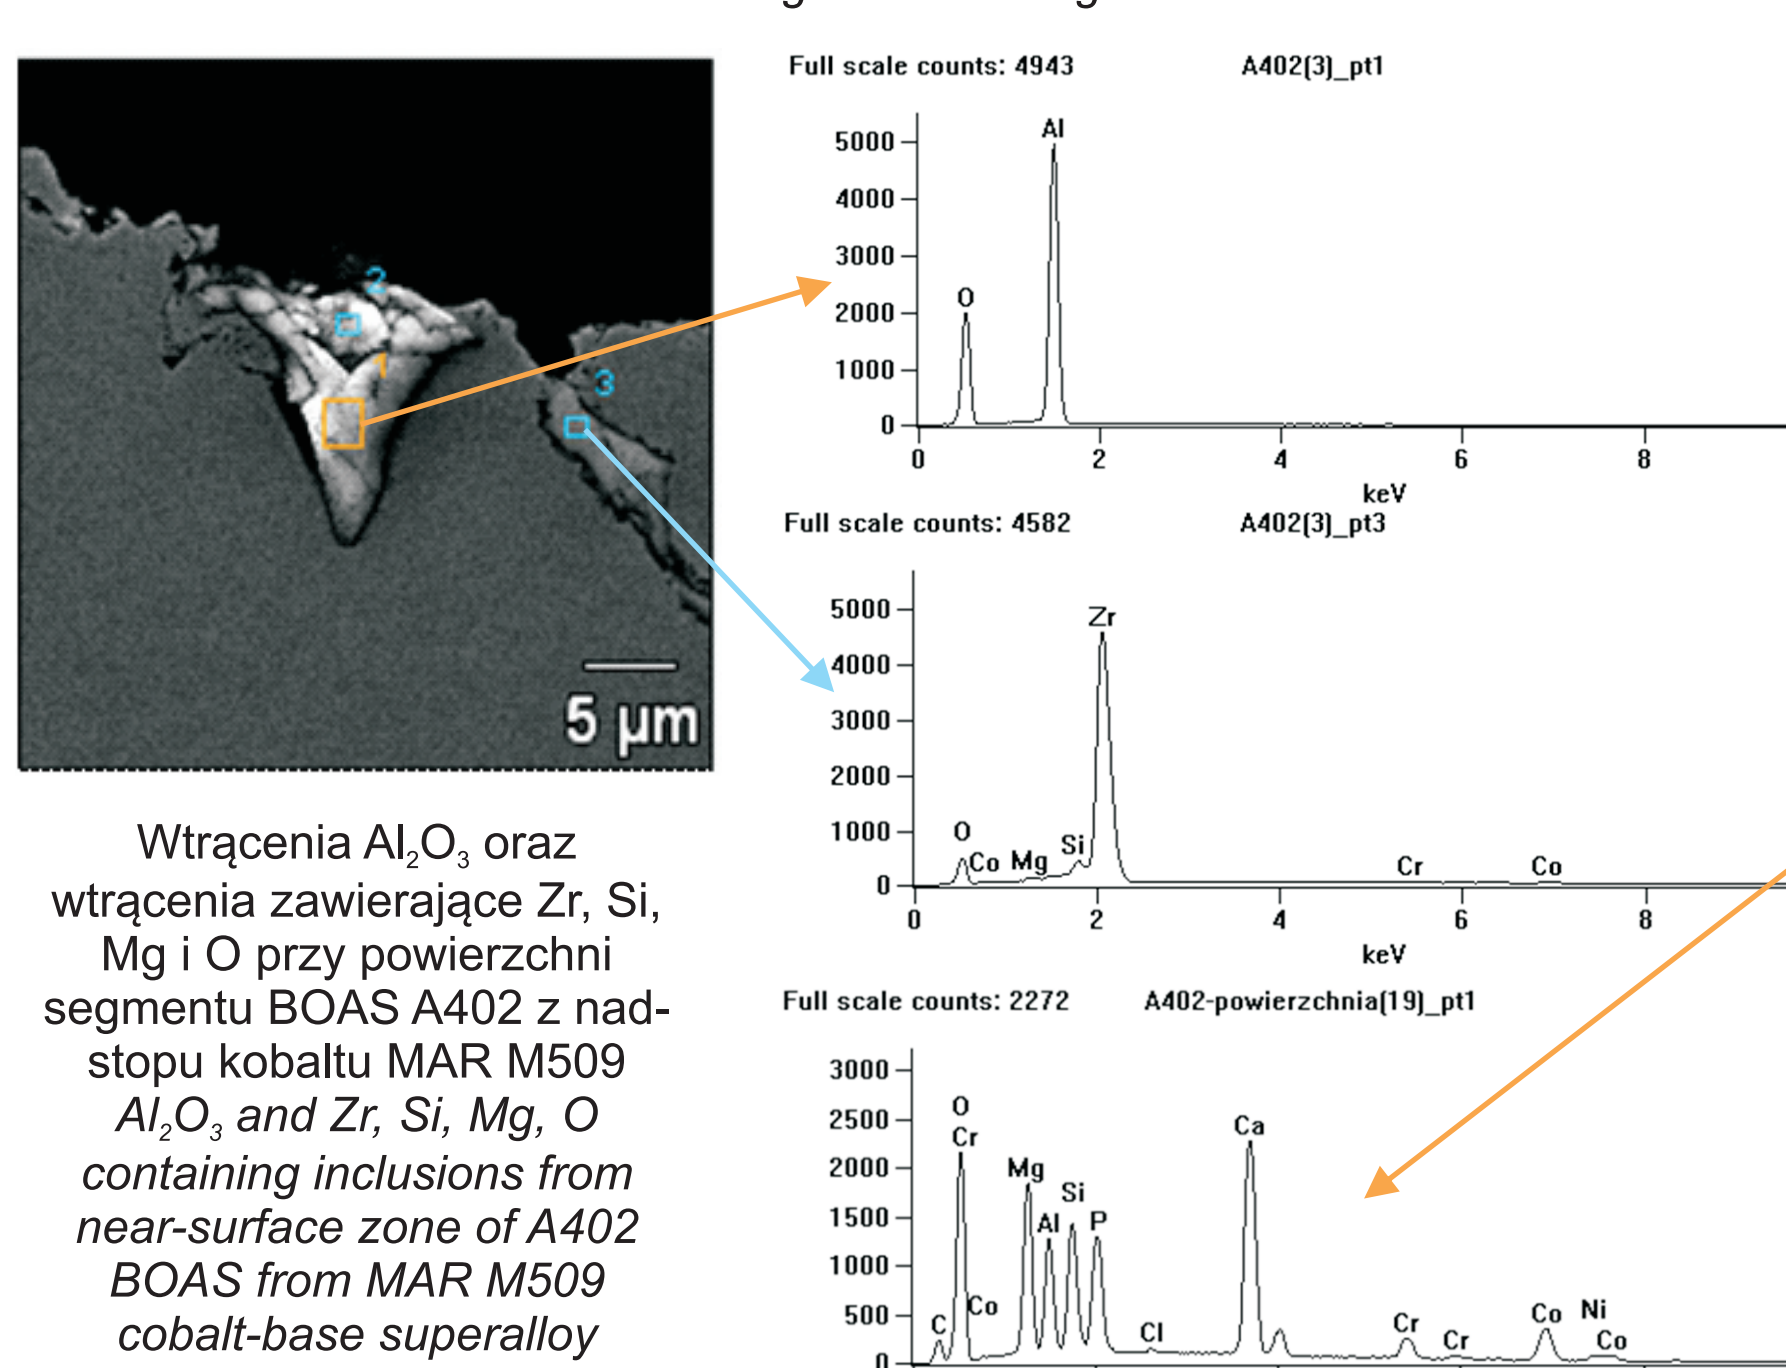 2
1
3
5 µm
Wtrącenia Al₂O₃ oraz
wtrącenia zawierające Zr, Si,
Mg i O przy powierzchni
segmentu BOAS A402 z nad-
stopu kobaltu MAR M509
Al₂O₃ and Zr, Si, Mg, O
containing inclusions from
near-surface zone of A402
BOAS from MAR M509
cobalt-base superalloy
Full scale counts: 4943 A402(3)_pt1
5000
4000
3000
2000
1000
0
O
Al
0 2 4 6 8
keV
Full scale counts: 4582 A402(3)_pt3
5000
4000
3000
2000
1000
0
O
Co
Mg
Si
Zr
Cr
Co
0 2 4 6 8
keV
Full scale counts: 2272 A402-powierzchnia(19)_pt1
3000
2500
2000
1500
1000
500
0
C
O
Cr
Co
Mg
Al
Si
P
Cl
Ca
Cr
Cr
Co
Ni
Co